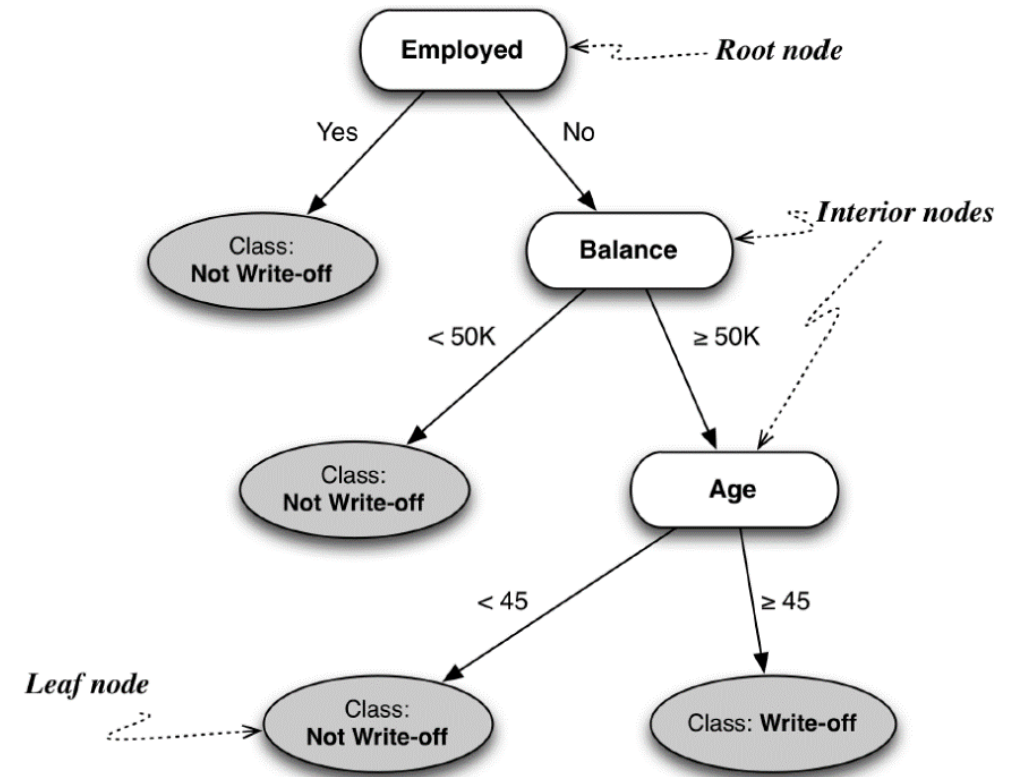 Employed
Root node
Yes
No
Class:
Not Write-off
Balance
Interior nodes
< 50K
≥ 50K
Class:
Not Write-off
Age
< 45
≥ 45
Leaf node
Class:
Not Write-off
Class: Write-off